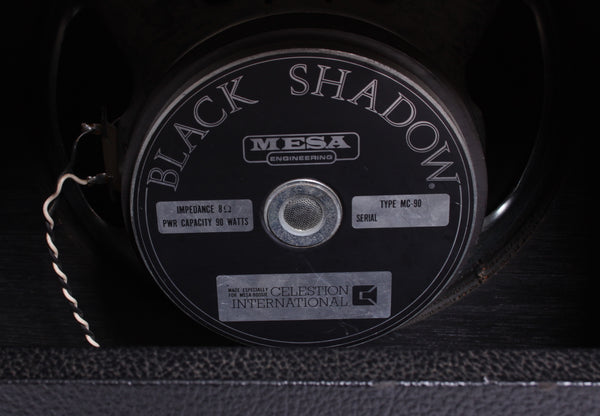 BLACK SHADOW®
MESA
ENGINEERING
IMPEDANCE 8Ω
PWR CAPACITY 90 WATTS
TYPE MC-90
SERIAL
MADE ESPECIALLY
FOR MESA-BOOGIE
CELESTION
INTERNATIONAL